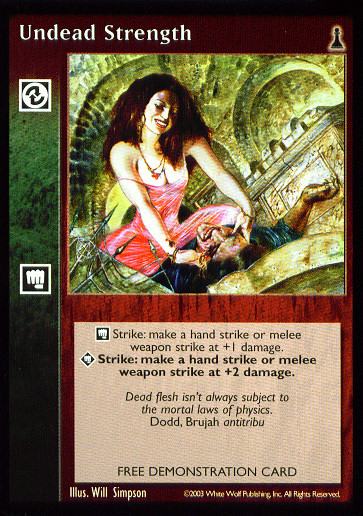 Undead Strength
Strike: make a hand strike or melee
weapon strike at +1 damage.
Strike: make a hand strike or melee
weapon strike at +2 damage.
Dead flesh isn't always subject to
the mortal laws of physics.
Dodd, Brujah antitribu
FREE DEMONSTRATION CARD
Illus. Will Simpson
©2003 White Wolf Publishing, Inc. All Rights Reserved.